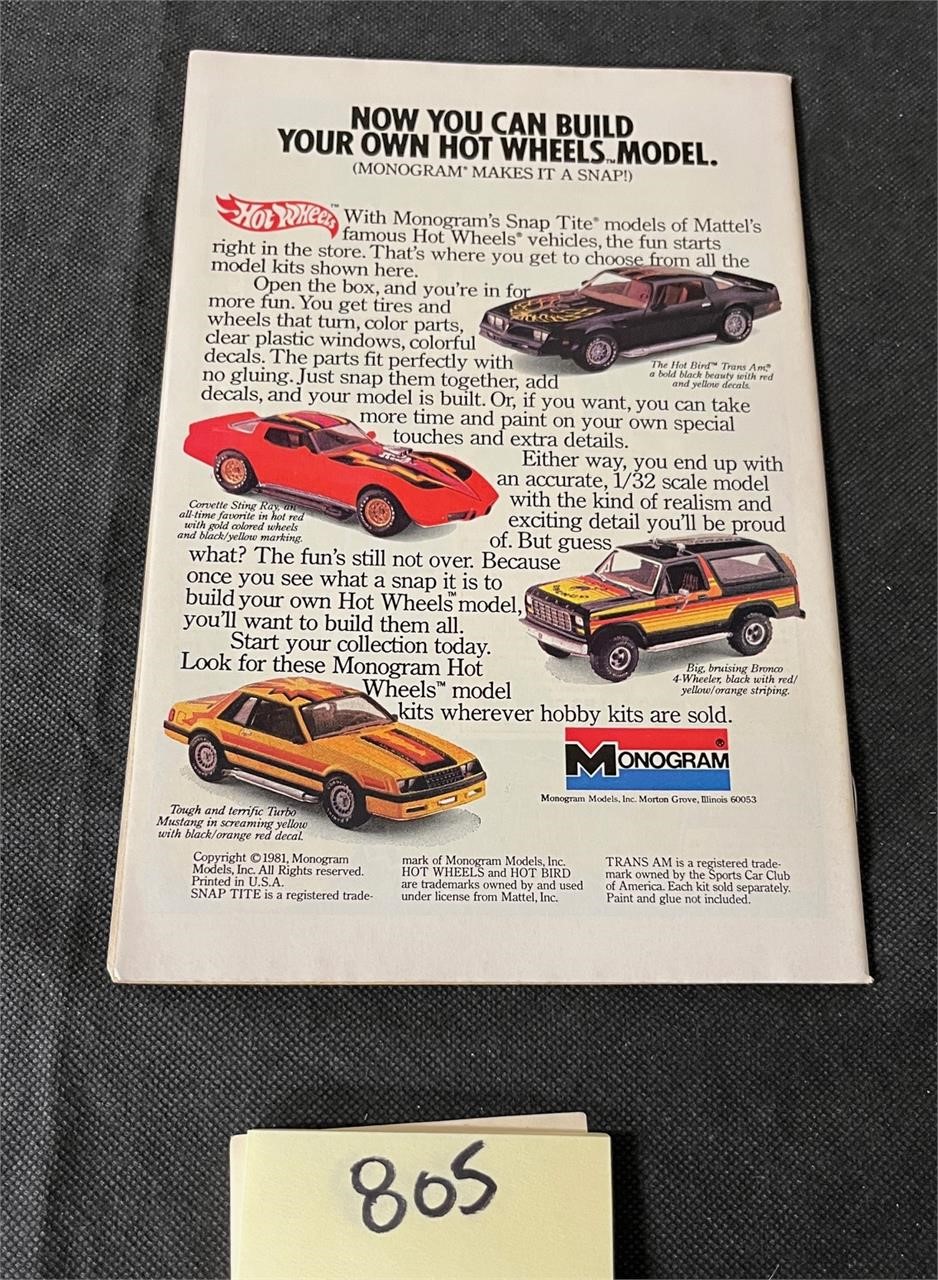 NOW YOU CAN BUILD
YOUR OWN HOT WHEELS™ MODEL.
(MONOGRAM® MAKES IT A SNAP!)
Hot Wheels™
With Monogram's Snap Tite® models of Mattel's
famous Hot Wheels® vehicles, the fun starts
right in the store. That's where you get to choose from all the
model kits shown here.
Open the box, and you're in for
more fun. You get tires and
wheels that turn, color parts,
clear plastic windows, colorful
decals. The parts fit perfectly with
no gluing. Just snap them together, add
decals, and your model is built. Or, if you want, you can take
more time and paint on your own special
touches and extra details.
The Hot Bird™ Trans Am,®
a bold black beauty with red
and yellow decals.
Either way, you end up with
an accurate, 1/32 scale model
with the kind of realism and
exciting detail you'll be proud
of. But guess
Corvette Sting Ray, an
all-time favorite in hot red
with gold colored wheels
and black/yellow marking.
what? The fun's still not over. Because
once you see what a snap it is to
build your own Hot Wheels™ model,
you'll want to build them all.
Start your collection today.
Look for these Monogram Hot
Wheels™ model
kits wherever hobby kits are sold.
Big, bruising Bronco
4-Wheeler, black with red/
yellow/orange striping.
MONOGRAM®
Monogram Models, Inc. Morton Grove, Illinois 60053
Tough and terrific Turbo
Mustang in screaming yellow
with black/orange red decal.
Copyright ©1981, Monogram
Models, Inc. All Rights reserved.
Printed in U.S.A.
SNAP TITE is a registered trade-
mark of Monogram Models, Inc.
HOT WHEELS and HOT BIRD
are trademarks owned by and used
under license from Mattel, Inc.
TRANS AM is a registered trade-
mark owned by the Sports Car Club
of America. Each kit sold separately.
Paint and glue not included.
805